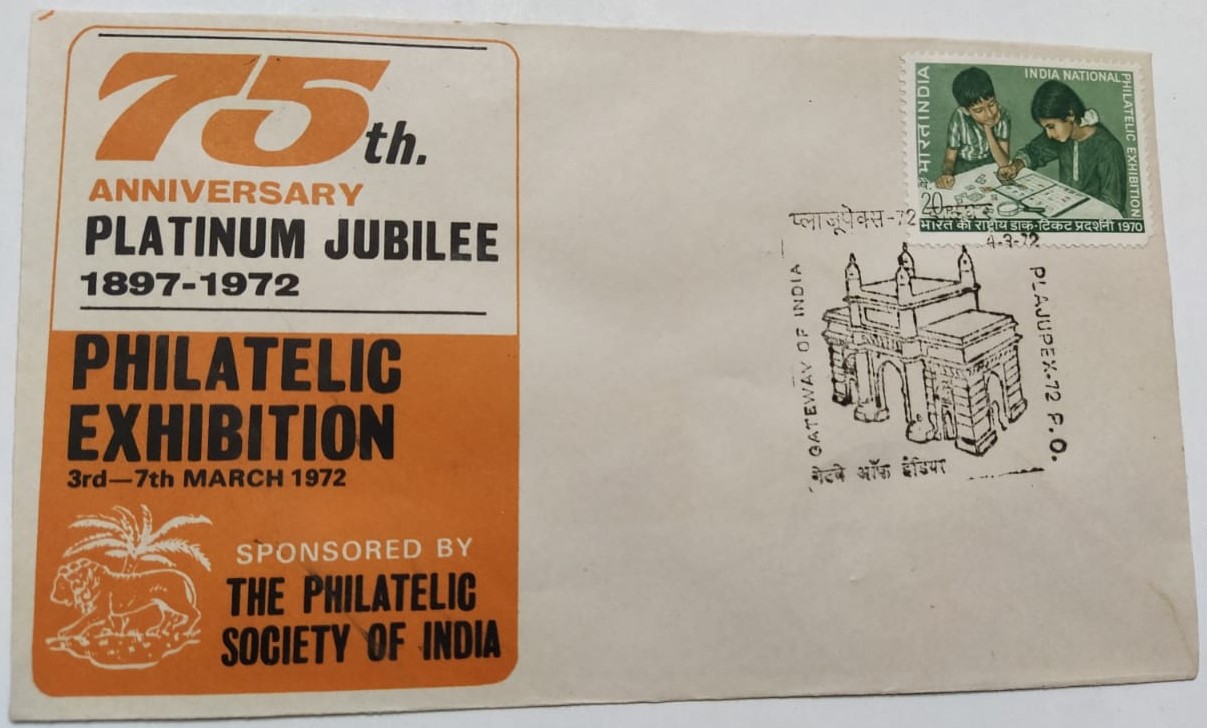 75th.
ANNIVERSARY
PLATINUM JUBILEE
1897-1972
PHILATELIC
EXHIBITION
3rd—7th MARCH 1972
SPONSORED BY
THE PHILATELIC
SOCIETY OF INDIA
भारत INDIA
INDIA NATIONAL
PHILATELIC EXHIBITION
20
भारत की राष्ट्रीय डाक-टिकट प्रदर्शनी 1970
प्लाजूपेक्स-72
4-3-72
GATEWAY OF INDIA
PLAJUPEX-72 P.O.
गेटवे ऑफ इंडिया